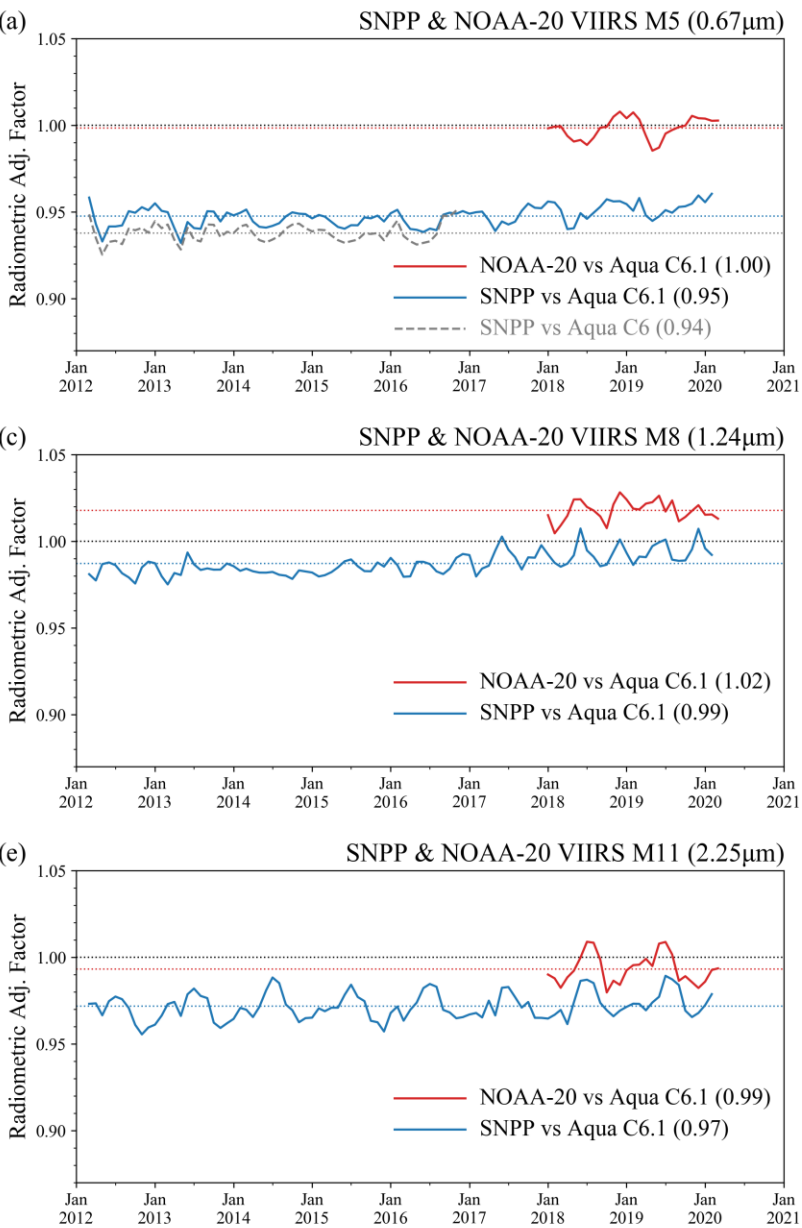 (a)
SNPP & NOAA-20 VIIRS M5 (0.67μm)
Radiometric Adj. Factor
1.05
1.00
0.95
0.90
NOAA-20 vs Aqua C6.1 (1.00)
SNPP vs Aqua C6.1 (0.95)
SNPP vs Aqua C6 (0.94)
Jan Jan Jan Jan Jan Jan Jan Jan Jan Jan
2012 2013 2014 2015 2016 2017 2018 2019 2020 2021
(c)
SNPP & NOAA-20 VIIRS M8 (1.24μm)
Radiometric Adj. Factor
1.05
1.00
0.95
0.90
NOAA-20 vs Aqua C6.1 (1.02)
SNPP vs Aqua C6.1 (0.99)
Jan Jan Jan Jan Jan Jan Jan Jan Jan Jan
2012 2013 2014 2015 2016 2017 2018 2019 2020 2021
(e)
SNPP & NOAA-20 VIIRS M11 (2.25μm)
Radiometric Adj. Factor
1.05
1.00
0.95
0.90
NOAA-20 vs Aqua C6.1 (0.99)
SNPP vs Aqua C6.1 (0.97)
Jan Jan Jan Jan Jan Jan Jan Jan Jan Jan
2012 2013 2014 2015 2016 2017 2018 2019 2020 2021